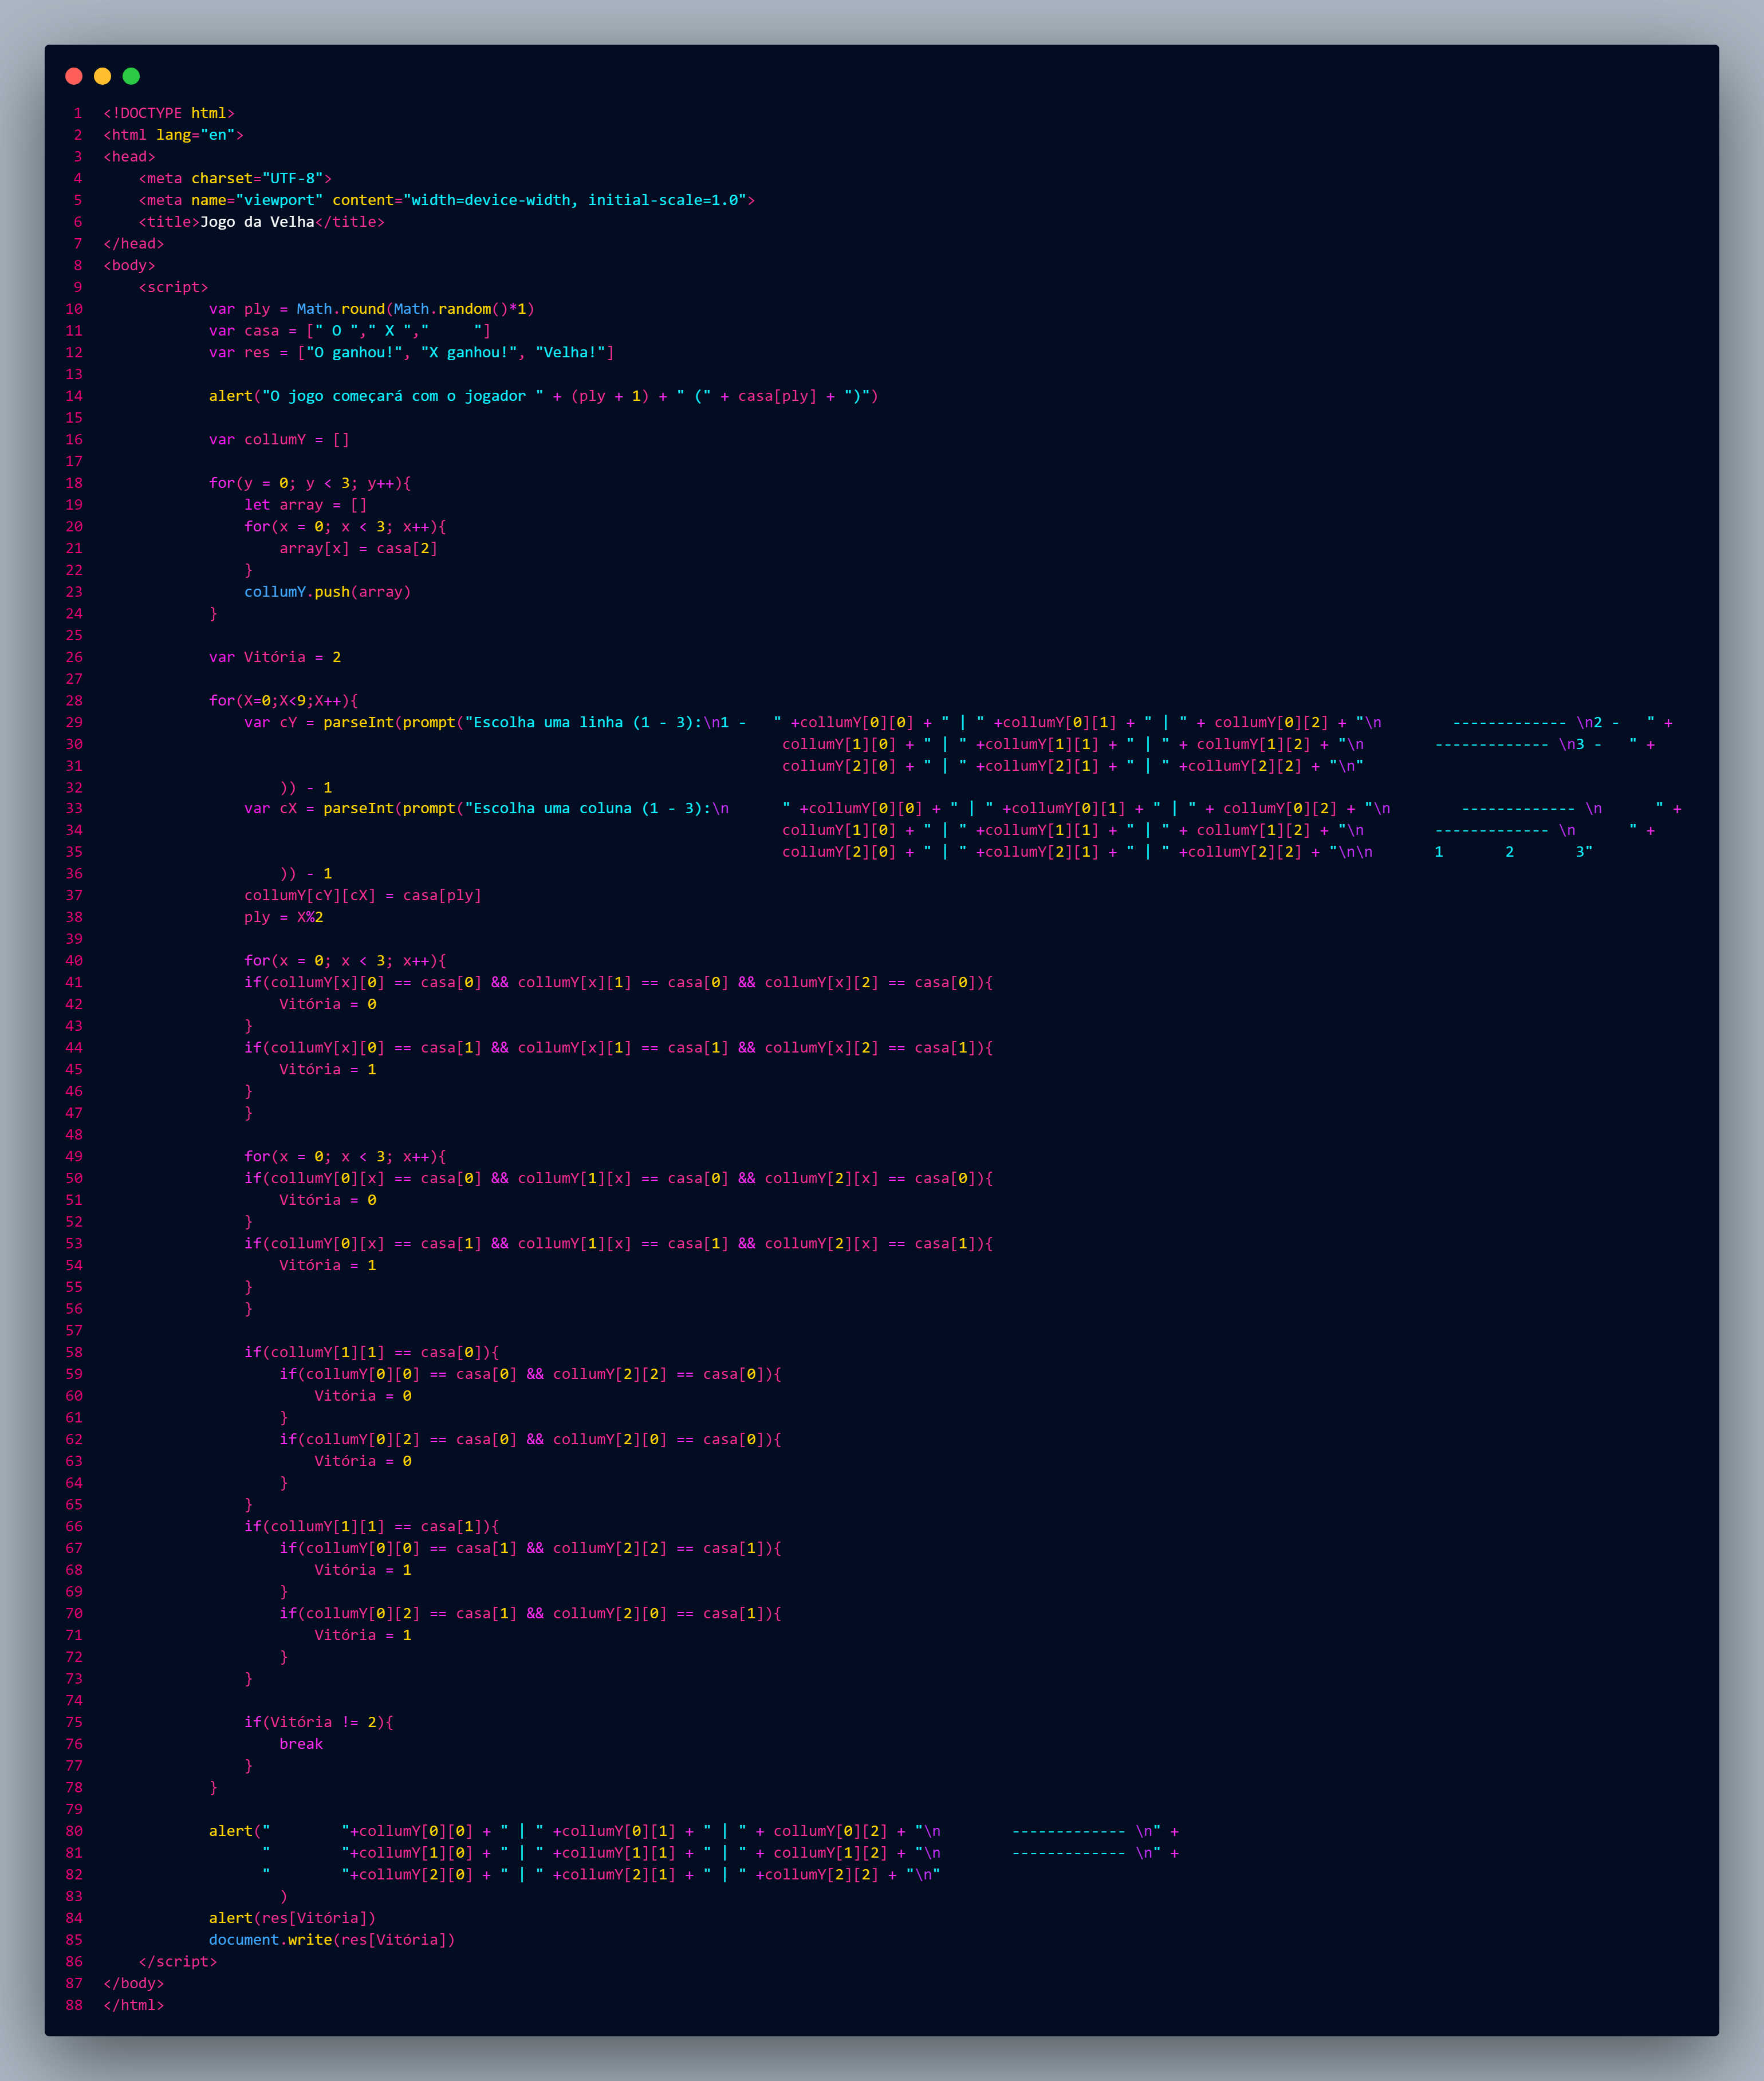 1 <!DOCTYPE html>
2 <html lang="en">
3 <head>
4     <meta charset="UTF-8">
5     <meta name="viewport" content="width=device-width, initial-scale=1.0">
6     <title>Jogo da Velha</title>
7 </head>
8 <body>
9     <script>
10             var ply = Math.round(Math.random()*1)
11             var casa = [" O "," X ","     "]
12             var res = ["O ganhou!", "X ganhou!", "Velha!"]
13
14             alert("O jogo começará com o jogador " + (ply + 1) + " (" + casa[ply] + ")")
15
16             var collumY = []
17
18             for(y = 0; y < 3; y++){
19                 let array = []
20                 for(x = 0; x < 3; x++){
21                     array[x] = casa[2]
22                 }
23                 collumY.push(array)
24             }
25
26             var Vitória = 2
27
28             for(X=0;X<9;X++){
29                 var cY = parseInt(prompt("Escolha uma linha (1 - 3):\n1 -   " +collumY[0][0] + " | " +collumY[0][1] + " | " + collumY[0][2] + "\n        ------------- \n2 -   " +
30                                                                              collumY[1][0] + " | " +collumY[1][1] + " | " + collumY[1][2] + "\n        ------------- \n3 -   " +
31                                                                              collumY[2][0] + " | " +collumY[2][1] + " | " +collumY[2][2] + "\n"
32                     )) - 1
33                 var cX = parseInt(prompt("Escolha uma coluna (1 - 3):\n      " +collumY[0][0] + " | " +collumY[0][1] + " | " + collumY[0][2] + "\n        ------------- \n      " +
34                                                                              collumY[1][0] + " | " +collumY[1][1] + " | " + collumY[1][2] + "\n        ------------- \n      " +
35                                                                              collumY[2][0] + " | " +collumY[2][1] + " | " +collumY[2][2] + "\n\n       1       2       3"
36                     )) - 1
37                 collumY[cY][cX] = casa[ply]
38                 ply = X%2
39
40                 for(x = 0; x < 3; x++){
41                 if(collumY[x][0] == casa[0] && collumY[x][1] == casa[0] && collumY[x][2] == casa[0]){
42                     Vitória = 0
43                 }
44                 if(collumY[x][0] == casa[1] && collumY[x][1] == casa[1] && collumY[x][2] == casa[1]){
45                     Vitória = 1
46                 }
47                 }
48
49                 for(x = 0; x < 3; x++){
50                 if(collumY[0][x] == casa[0] && collumY[1][x] == casa[0] && collumY[2][x] == casa[0]){
51                     Vitória = 0
52                 }
53                 if(collumY[0][x] == casa[1] && collumY[1][x] == casa[1] && collumY[2][x] == casa[1]){
54                     Vitória = 1
55                 }
56                 }
57
58                 if(collumY[1][1] == casa[0]){
59                     if(collumY[0][0] == casa[0] && collumY[2][2] == casa[0]){
60                         Vitória = 0
61                     }
62                     if(collumY[0][2] == casa[0] && collumY[2][0] == casa[0]){
63                         Vitória = 0
64                     }
65                 }
66                 if(collumY[1][1] == casa[1]){
67                     if(collumY[0][0] == casa[1] && collumY[2][2] == casa[1]){
68                         Vitória = 1
69                     }
70                     if(collumY[0][2] == casa[1] && collumY[2][0] == casa[1]){
71                         Vitória = 1
72                     }
73                 }
74
75                 if(Vitória != 2){
76                     break
77                 }
78             }
79
80             alert("        "+collumY[0][0] + " | " +collumY[0][1] + " | " + collumY[0][2] + "\n        ------------- \n" +
81                   "        "+collumY[1][0] + " | " +collumY[1][1] + " | " + collumY[1][2] + "\n        ------------- \n" +
82                   "        "+collumY[2][0] + " | " +collumY[2][1] + " | " +collumY[2][2] + "\n"
83                     )
84             alert(res[Vitória])
85             document.write(res[Vitória])
86     </script>
87 </body>
88 </html>